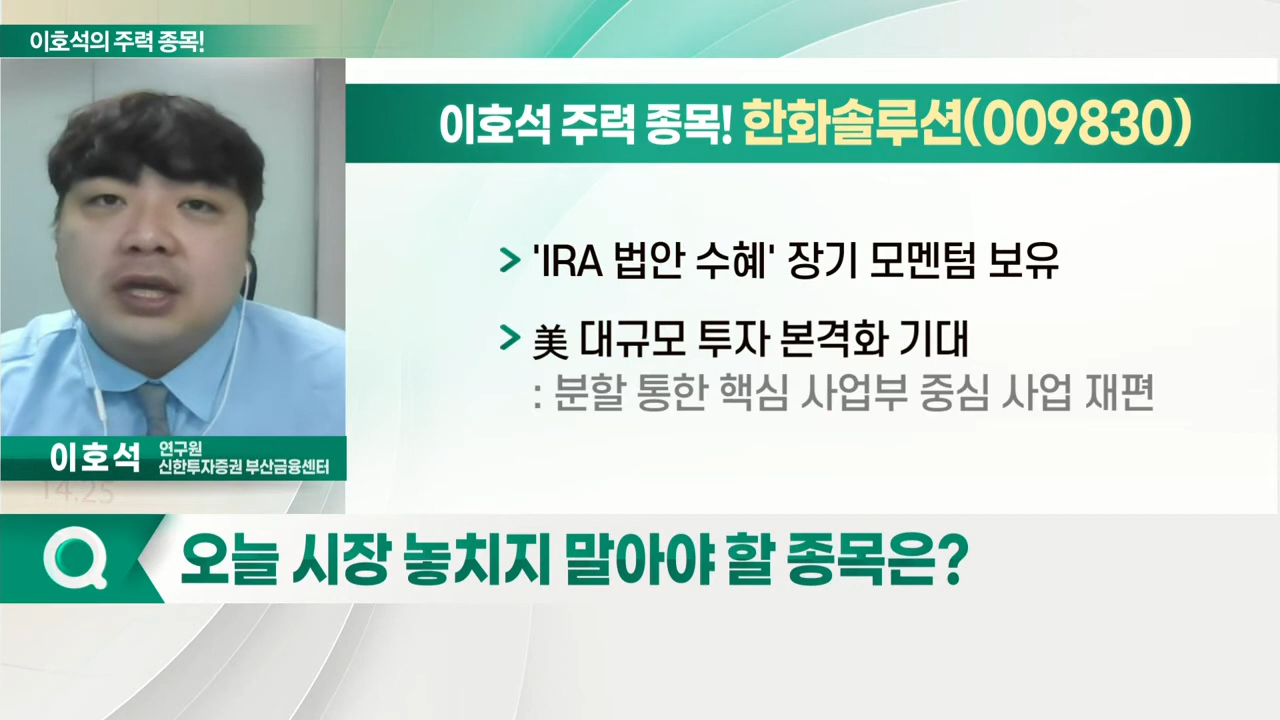 이호석의 주력 종목!
이호석 주력 종목! 한화솔루션(009830)
'IRA 법안 수혜' 장기 모멘텀 보유
美 대규모 투자 본격화 기대
: 분할 통한 핵심 사업부 중심 사업 재편
이호석
연구원
신한투자증권 부산금융센터
14:25
오늘 시장 놓치지 말아야 할 종목은?